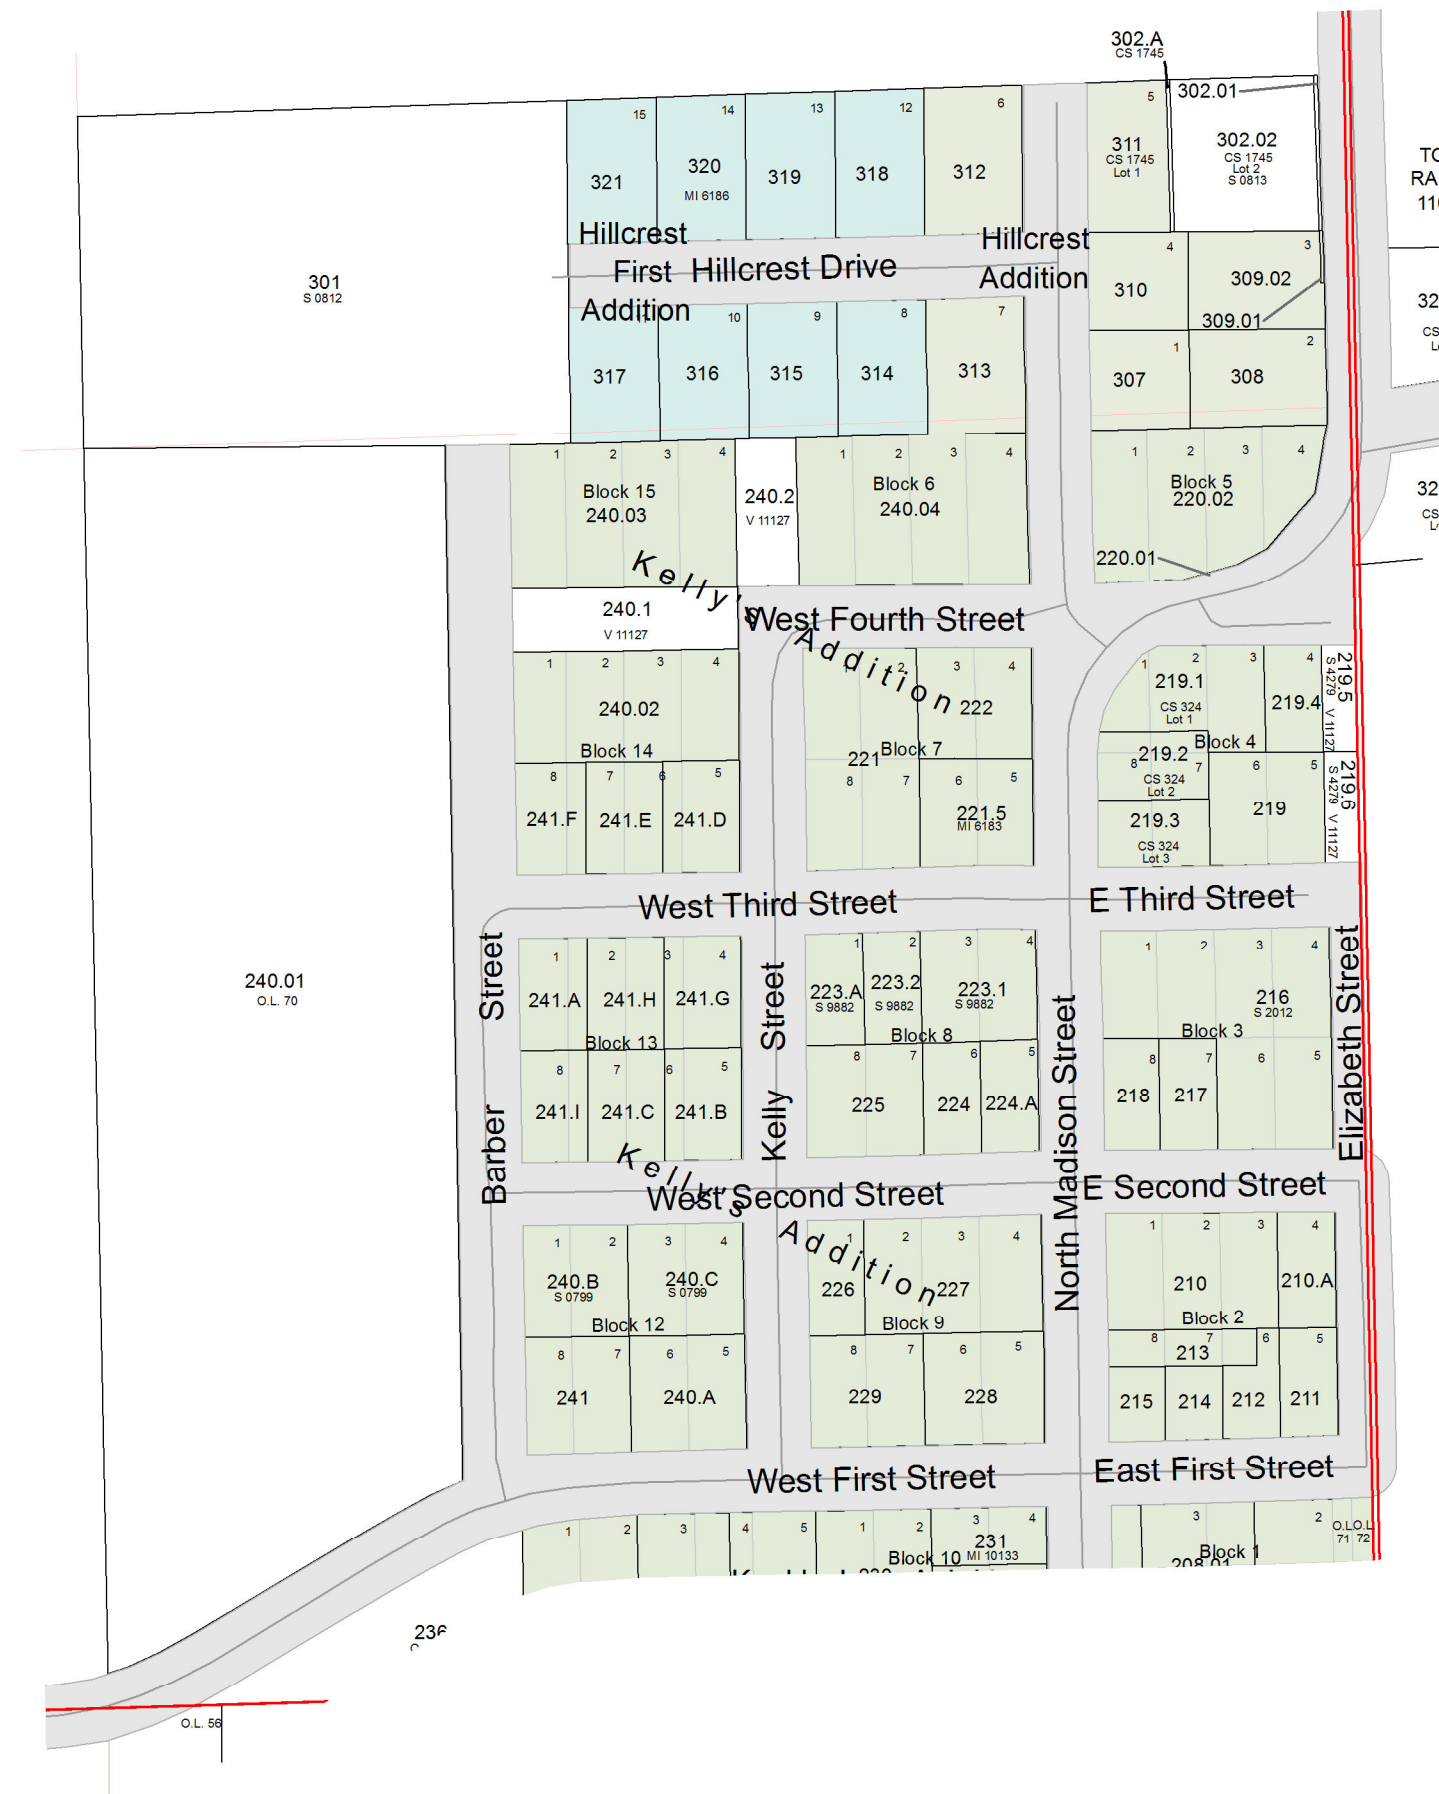 302.A
CS 1745
302.01
15
14
13
12
6
5
321
320
MI 6186
319
318
312
311
CS 1745
Lot 1
302.02
CS 1745
Lot 2
S 0813
Hillcrest
First
Addition
Hillcrest Drive
Hillcrest
Addition
4
3
310
309.02
309.01
301
S 0812
10
9
8
7
1
2
317
316
315
314
313
307
308
1
2
3
4
Block 15
240.03
240.2
V 11127
1
2
3
4
Block 6
240.04
1
2
3
4
Block 5
220.02
220.01
Kelly's Addition
240.1
V 11127
West Fourth Street
1
2
3
4
240.02
Block 14
8
7
6
5
241.F
241.E
241.D
2
3
4
222
221
Block 7
8
7
6
5
221.5
MI 6183
1
2
3
4
219.1
CS 324
Lot 1
219.4
219.5
S 4279 V 11127
219.2
CS 324
Lot 2
Block 4
8
7
6
5
219.3
CS 324
Lot 3
219
219.6
S 4279 V 11127
West Third Street
E Third Street
240.01
O.L. 70
Barber Street
1
2
3
4
241.A
241.H
241.G
Block 13
8
7
6
5
241.I
241.C
241.B
Kelly Street
1
2
3
4
223.A
S 9882
223.2
S 9882
223.1
S 9882
Block 8
8
7
6
5
225
224
224.A
North Madison Street
1
2
3
4
216
S 2012
Block 3
8
7
6
5
218
217
Elizabeth Street
Kelly's Addition
West Second Street
E Second Street
1
2
3
4
240.B
S 0799
240.C
S 0799
Block 12
8
7
6
5
241
240.A
1
2
3
4
226
227
Block 9
8
7
6
5
229
228
1
2
3
4
210
210.A
Block 2
8
7
6
5
213
215
214
212
211
West First Street
East First Street
1
2
3
4
5
1
2
3
4
231
Block 10
MI 10133
3
2
Block 1
208.01
O.L.
71
O.L.
72
O.L. 56